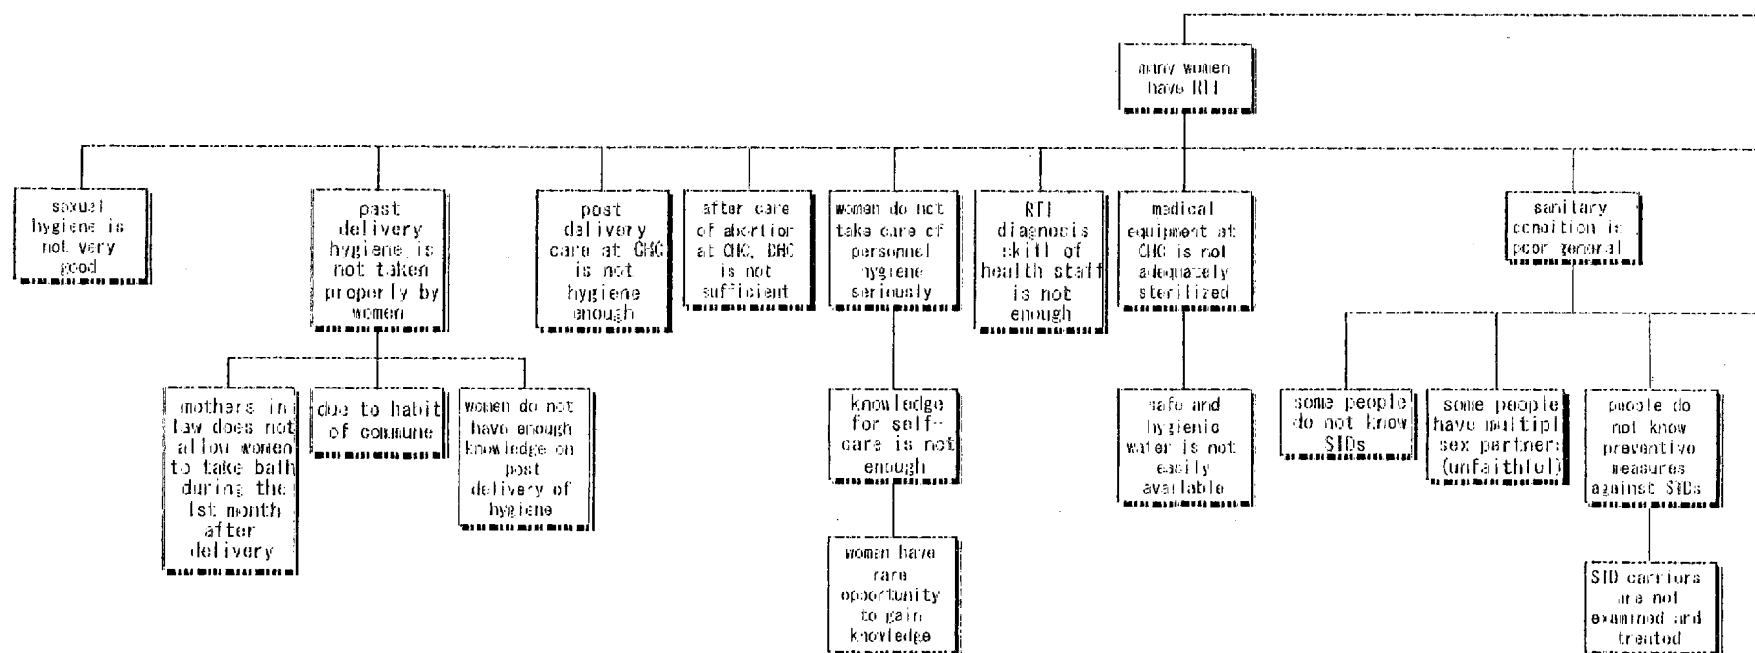 many women
have RTI
sexual
hygiene is
not very
good
past
delivery
hygiene is
not taken
properly by
women
post
delivery
care at CHC
is not
hygiene
enough
after care
of abortion
at CHC, DHC
is not
sufficient
women do not
take care of
personnel
hygiene
seriously
RTI
diagnosis
skill of
health staff
is not
enough
medical
equipment at
CHC is not
adequately
sterilized
sanitary
condition is
poor general
mothers in
law does not
allow women
to take bath
during the
1st month
after
delivery
due to habit
of commune
women do not
have enough
knowledge on
post
delivery of
hygiene
knowledge
for self-
care is not
enough
safe and
hygienic
water is not
easily
available
some people
do not know
STDs
some people
have multipl
sex partner
(unfaithful)
people do
not know
preventive
measures
against STDs
women have
rare
opportunity
to gain
knowledge
STD carriers
are not
examined and
treated